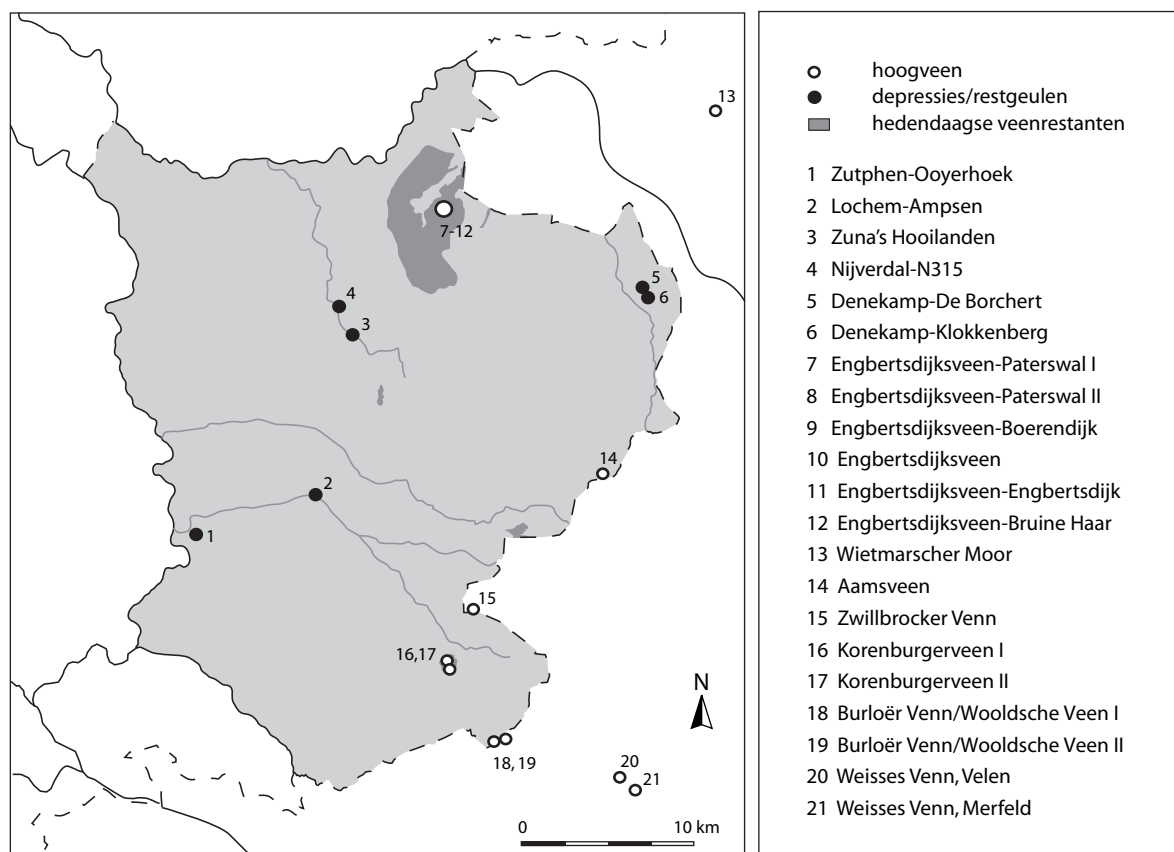 13
7-12
5
6
4
3
14
2
1
15
16,17
N
18, 19
20
21
0 10 km
hoogveen
depressies/restgeulen
hedendaagse veenrestanten
1 Zutphen-Ooyerhoek
2 Lochem-Ampsen
3 Zuna's Hooilanden
4 Nijverdal-N315
5 Denekamp-De Borchert
6 Denekamp-Klokkenberg
7 Engbertsdijksveen-Paterswal I
8 Engbertsdijksveen-Paterswal II
9 Engbertsdijksveen-Boerendijk
10 Engbertsdijksveen
11 Engbertsdijksveen-Engbertsdijk
12 Engbertsdijksveen-Bruine Haar
13 Wietmarscher Moor
14 Aamsveen
15 Zwillbrocker Venn
16 Korenburgerveen I
17 Korenburgerveen II
18 Burloër Venn/Wooldsche Veen I
19 Burloër Venn/Wooldsche Veen II
20 Weisses Venn, Velen
21 Weisses Venn, Merfeld